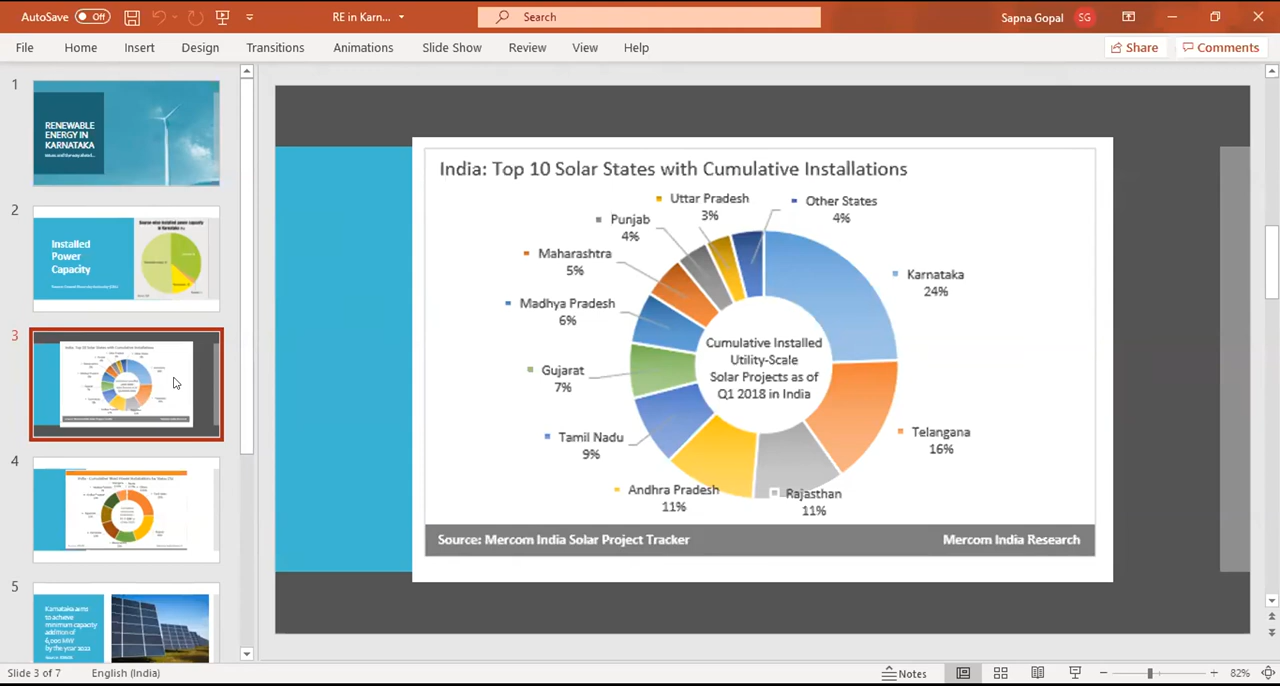 AutoSave Off
RE in Karn...
Search
Sapna Gopal SG
File Home Insert Design Transitions Animations Slide Show Review View Help
Share Comments
1
RENEWABLE
ENERGY IN
KARNATAKA
2
Installed
Power
Capacity
3
4
5
Karnataka aims
to achieve
minimum capacity
addition of
6,000 MW
by the year 2022
India: Top 10 Solar States with Cumulative Installations
Uttar Pradesh
3%
Other States
4%
Punjab
4%
Maharashtra
5%
Karnataka
24%
Madhya Pradesh
6%
Cumulative Installed
Utility-Scale
Solar Projects as of
Q1 2018 in India
Gujarat
7%
Telangana
16%
Tamil Nadu
9%
Andhra Pradesh
11%
Rajasthan
11%
Source: Mercom India Solar Project Tracker
Mercom India Research
Slide 3 of 7 English (India)
Notes
82%